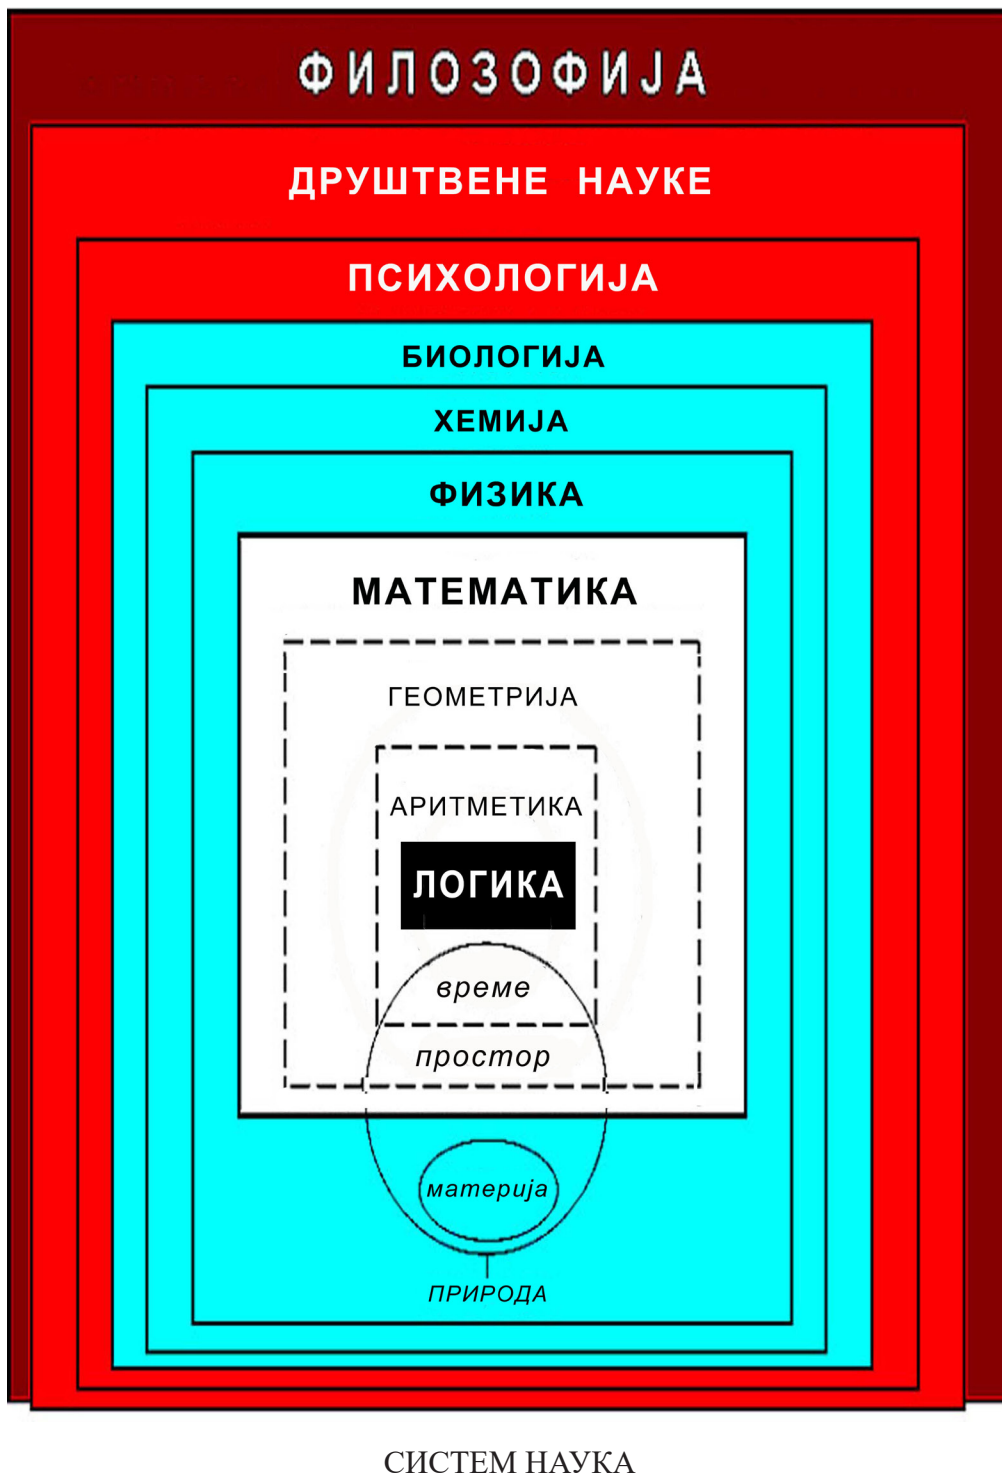 ФИЛОЗОФИЈА
ДРУШТВЕНЕ НАУКЕ
ПСИХОЛОГИЈА
БИОЛОГИЈА
ХЕМИЈА
ФИЗИКА
МАТЕМАТИКА
ГЕОМЕТРИЈА
АРИТМЕТИКА
ЛОГИКА
време
простор
материја
ПРИРОДА
СИСТЕМ НАУКА